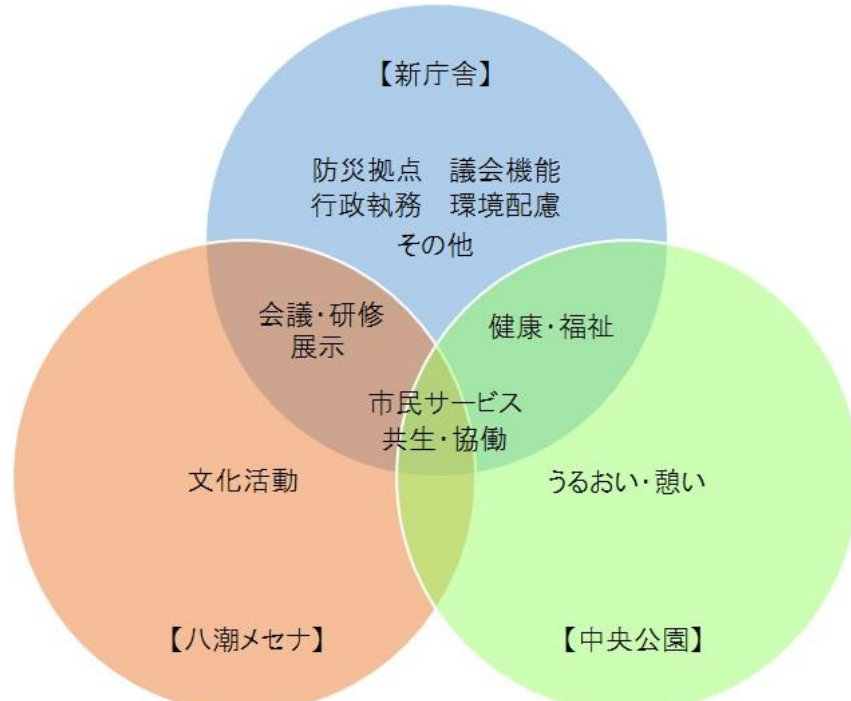 【新庁舎】
防災拠点　議会機能
行政執務　環境配慮
その他
会議・研修
展示
健康・福祉
市民サービス
共生・協働
文化活動
うるおい・憩い
【八潮メセナ】
【中央公園】